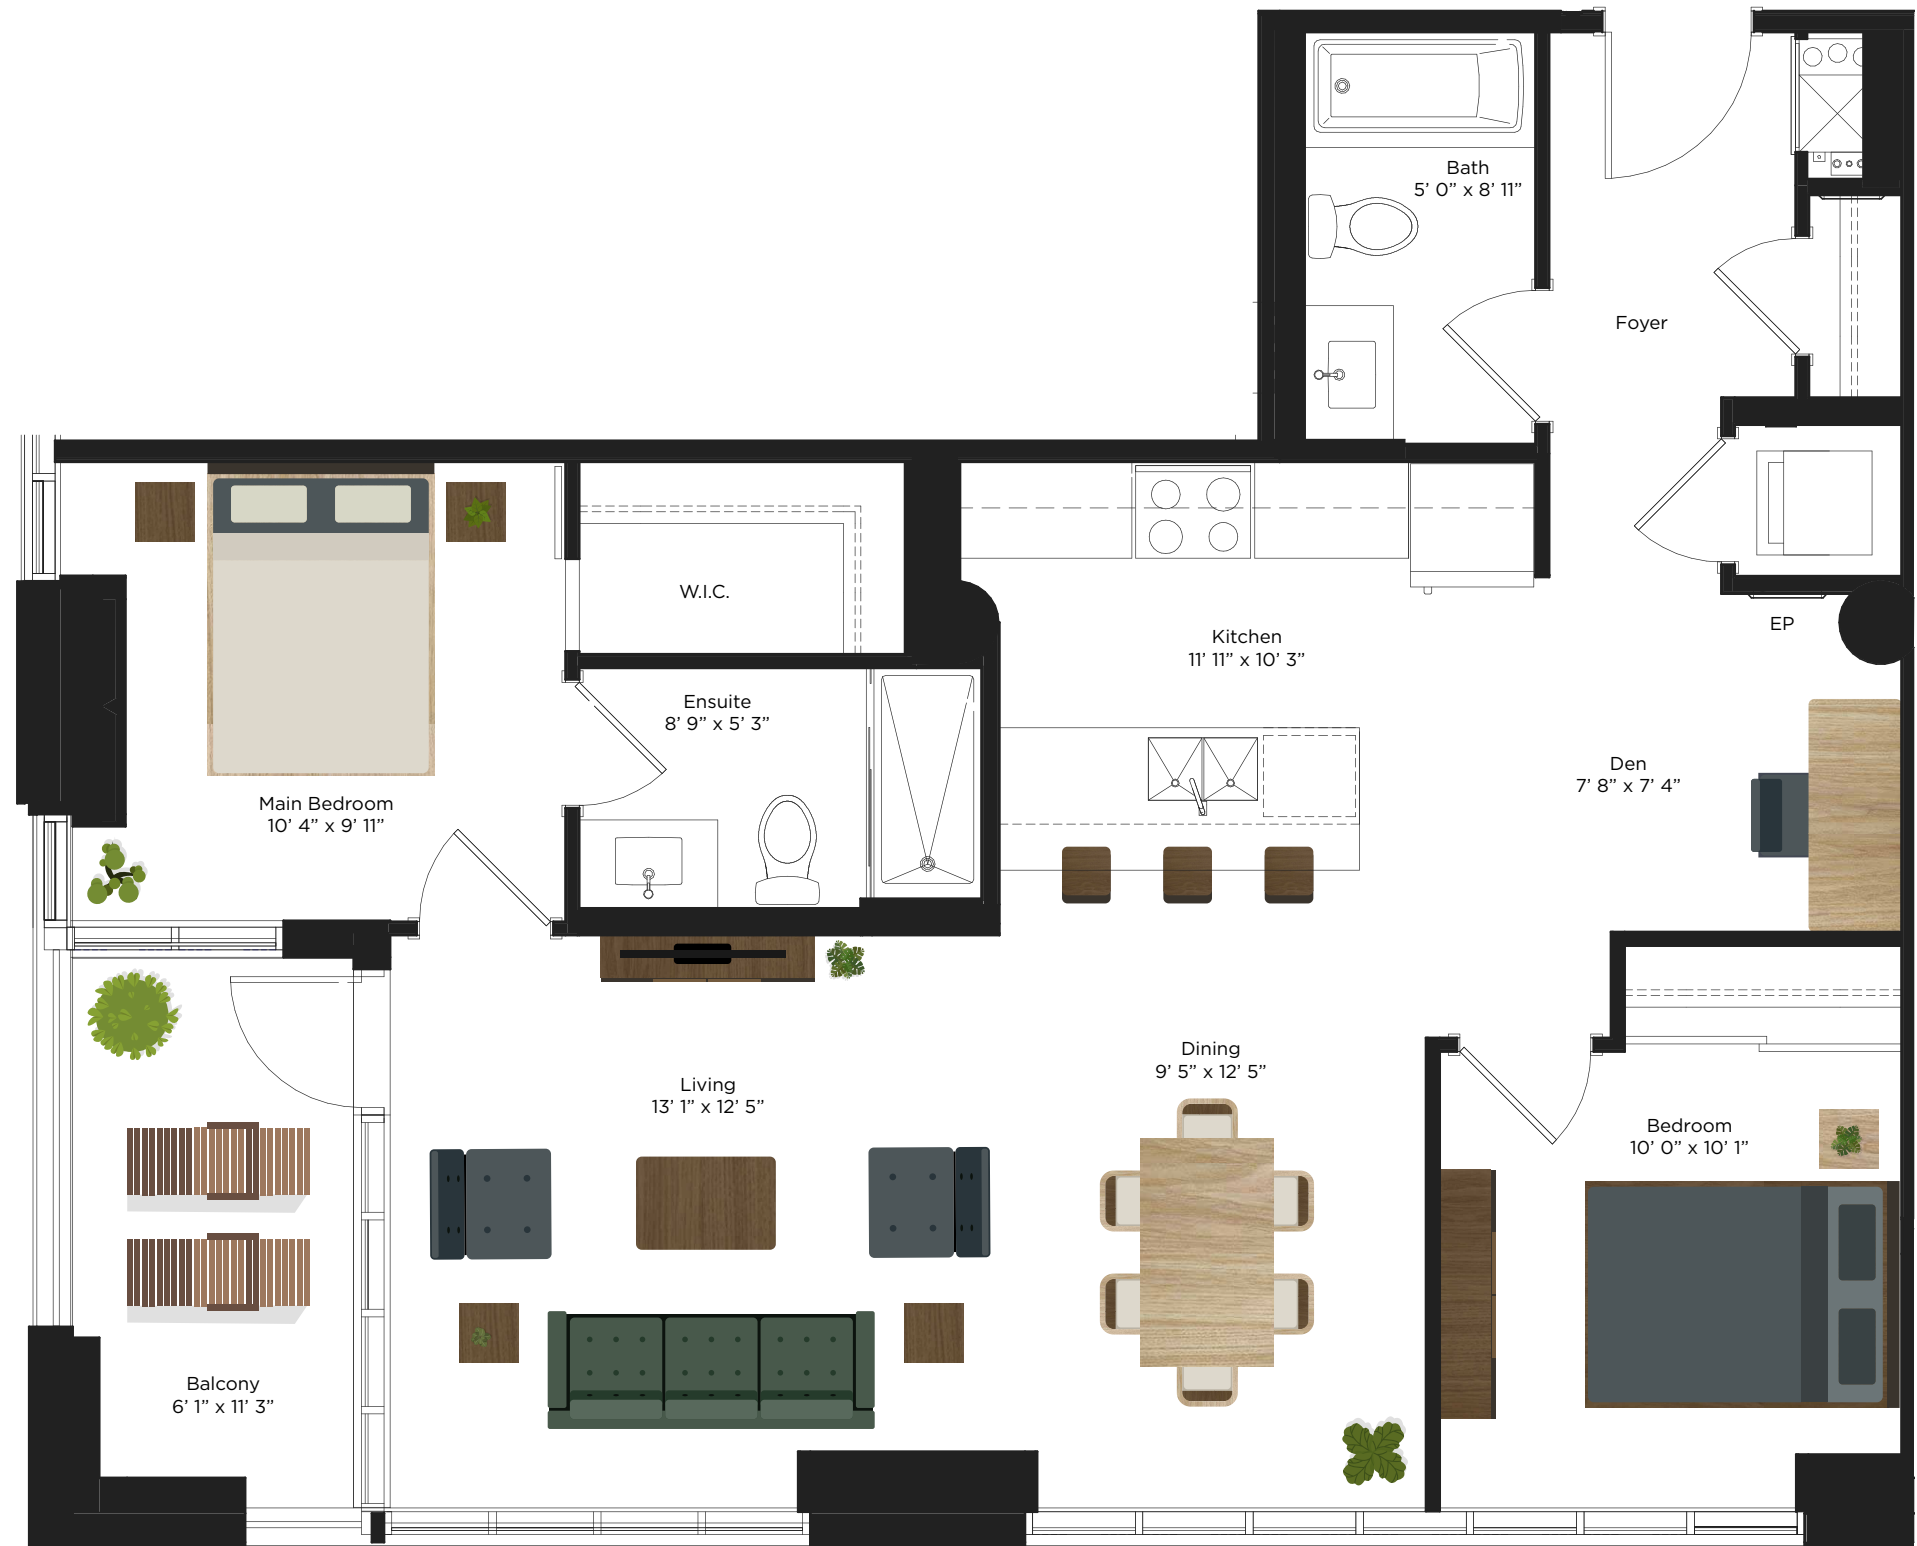 Bath
5’ 0” x 8’ 11”
Foyer
W.I.C.
EP
Kitchen
11’ 11” x 10’ 3”
Ensuite
8’ 9” x 5’ 3”
Den
7’ 8” x 7’ 4”
Main Bedroom
10’ 4” x 9’ 11”
Dining
9’ 5” x 12’ 5”
Living
13’ 1” x 12’ 5”
Bedroom
10’ 0” x 10’ 1”
Balcony
6’ 1” x 11’ 3”